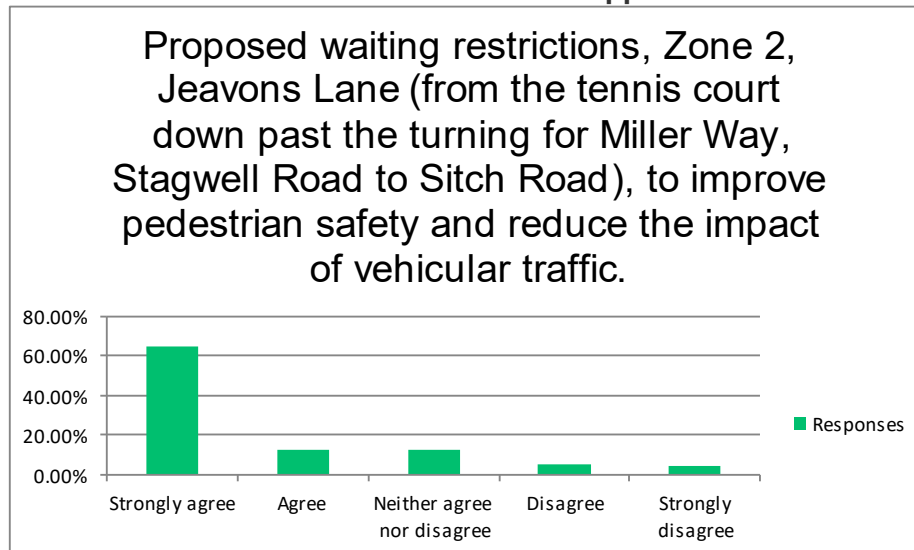 Proposed waiting restrictions, Zone 2,
Jeavons Lane (from the tennis court
down past the turning for Miller Way,
Stagwell Road to Sitch Road), to improve
pedestrian safety and reduce the impact
of vehicular traffic.
80.00%
60.00%
40.00%
20.00%
0.00%
Strongly agree
Agree
Neither agree
nor disagree
Disagree
Strongly
disagree
Responses